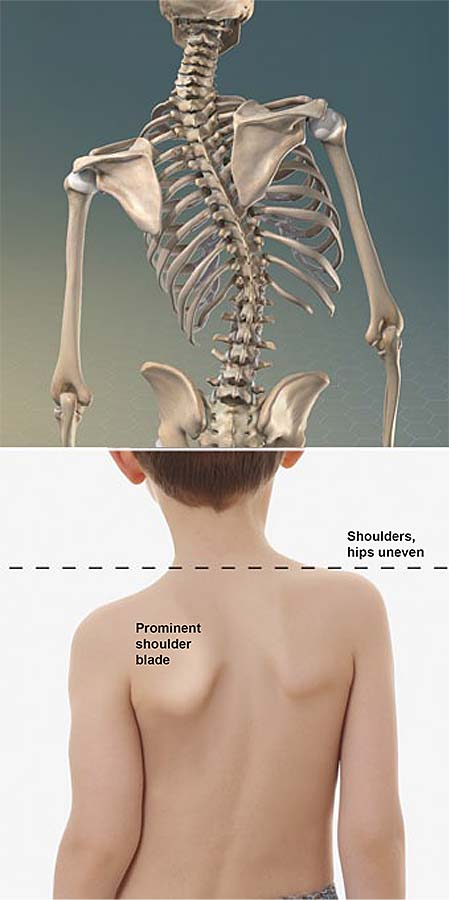 Shoulders,
hips uneven
Prominent
shoulder
blade